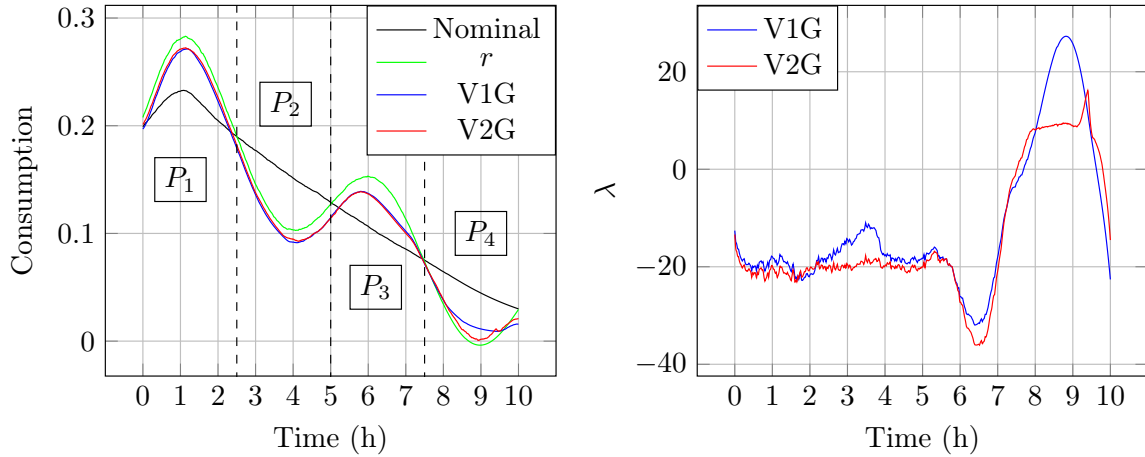 0.3
0.2
0.1
0
Consumption
Nominal
r
V1G
V2G
P1
P2
P3
P4
0 1 2 3 4 5 6 7 8 9 10
Time (h)
V1G
V2G
20
0
−20
−40
λ
0 1 2 3 4 5 6 7 8 9 10
Time (h)